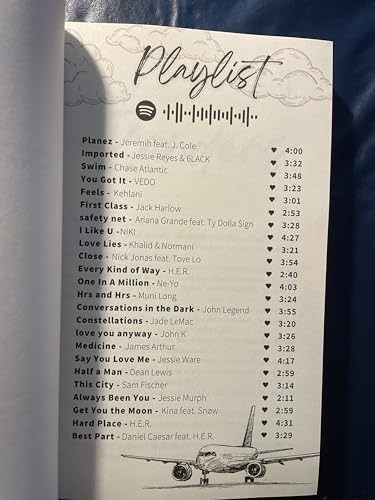 Playlist
Planez - Jeremih feat. J. Cole ♥ 4:00
Imported - Jessie Reyes & 6LACK ♥ 3:32
Swim - Chase Atlantic ♥ 3:48
You Got It - VEDO ♥ 3:23
Feels - Kehlani ♥ 3:01
First Class - Jack Harlow ♥ 2:53
safety net - Ariana Grande feat. Ty Dolla Sign ♥ 3:28
I Like U -NIKI ♥ 4:27
Love Lies - Khalid & Normani ♥ 3:21
Close - Nick Jonas feat. Tove Lo ♥ 3:54
Every Kind of Way - H.E.R. ♥ 2:40
One In A Million - Ne-Yo ♥ 4:03
Hrs and Hrs - Muni Long ♥ 3:24
Conversations in the Dark - John Legend ♥ 3:55
Constellations - Jade LeMac ♥ 3:20
love you anyway - John K ♥ 3:26
Medicine - James Arthur ♥ 3:28
Say You Love Me - Jessie Ware ♥ 4:17
Half a Man - Dean Lewis ♥ 2:59
This City - Sam Fischer ♥ 3:14
Always Been You - Jessie Murph ♥ 2:11
Get You the Moon - Kina feat. Snøw ♥ 2:59
Hard Place - H.E.R. ♥ 4:31
Best Part - Daniel Caesar feat. H.E.R. ♥ 3:29